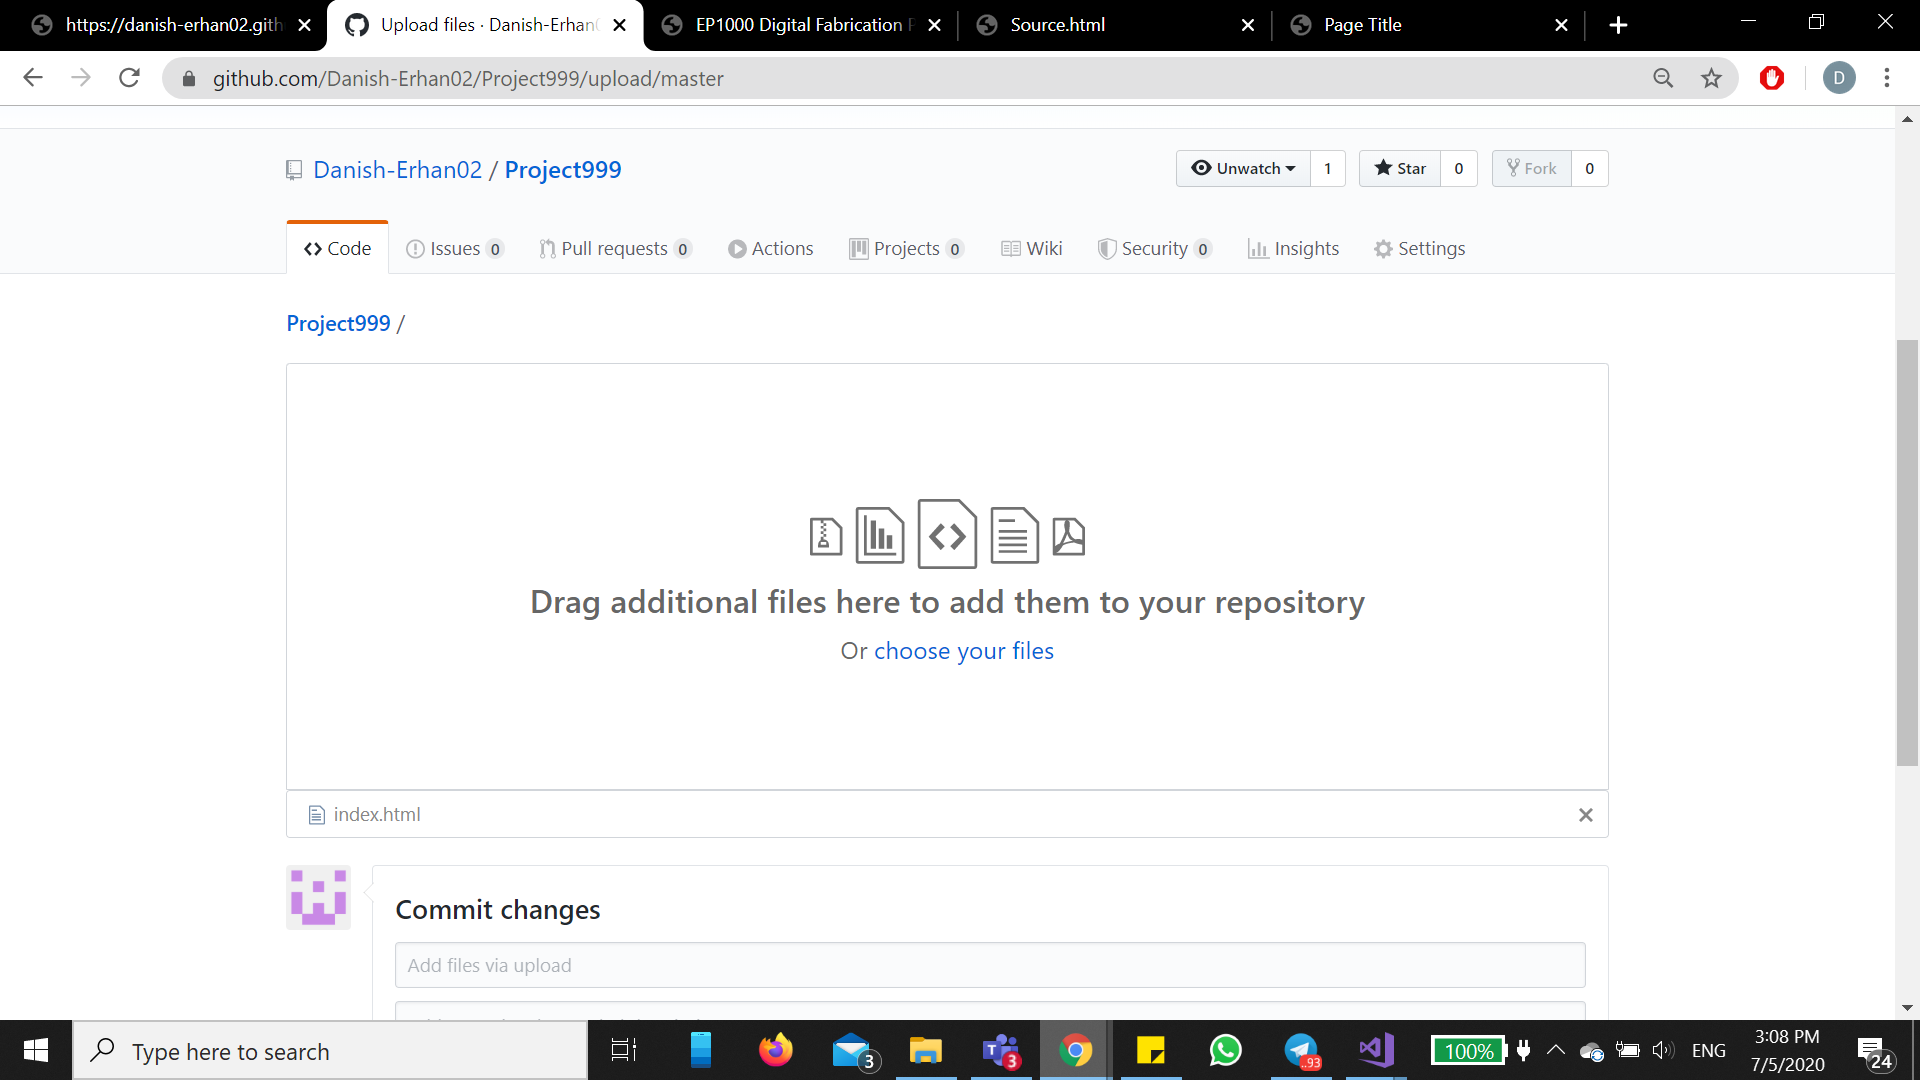 https://danish-erhan02.gith
Upload files · Danish-Erhan0
EP1000 Digital Fabrication P
Source.html
Page Title
github.com/Danish-Erhan02/Project999/upload/master
D
Danish-Erhan02 / Project999
Unwatch 1
Star 0
Fork 0
Code
Issues 0
Pull requests 0
Actions
Projects 0
Wiki
Security 0
Insights
Settings
Project999 /
Drag additional files here to add them to your repository
Or choose your files
index.html
Commit changes
Add files via upload
Type here to search
3
3
.93
100%
ENG
3:08 PM
7/5/2020
24